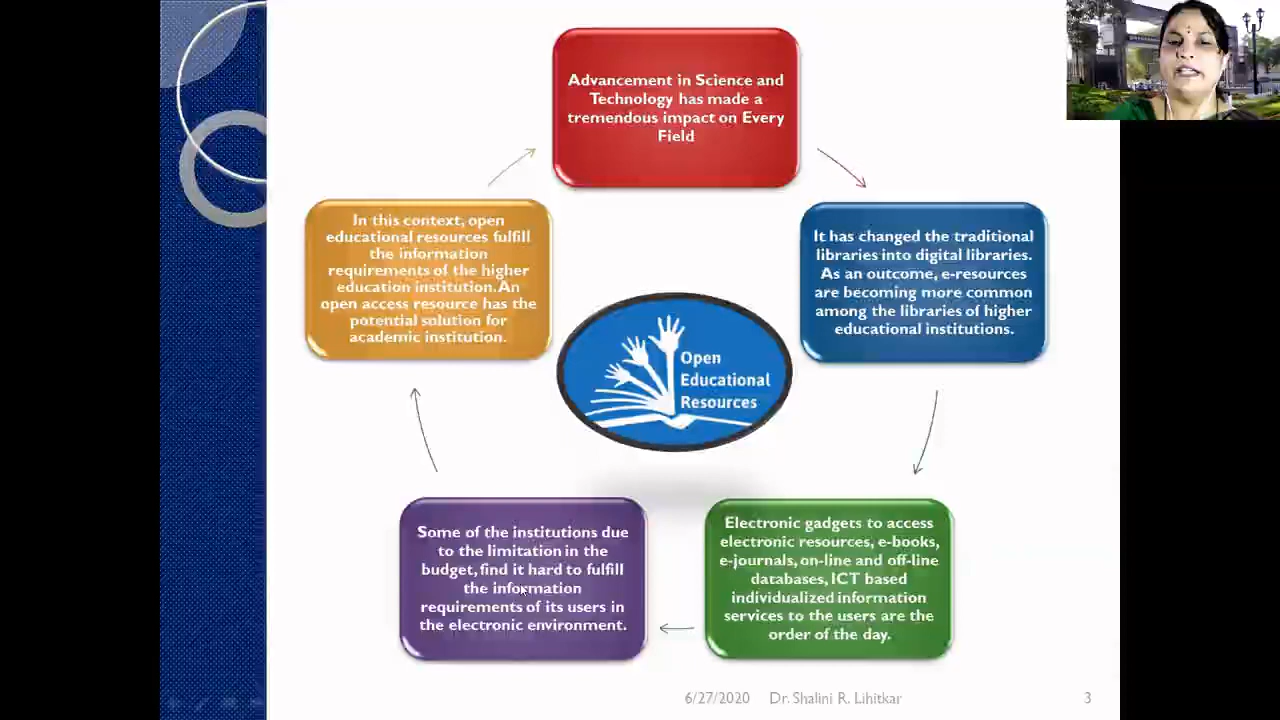 Advancement in Science and
Technology has made a
tremendous impact on Every
Field
It has changed the traditional
libraries into digital libraries.
As an outcome, e-resources
are becoming more common
among the libraries of higher
educational institutions.
Electronic gadgets to access
electronic resources, e-books,
e-journals, on-line and off-line
databases, ICT based
individualized information
services to the users are the
order of the day.
Some of the institutions due
to the limitation in the
budget, find it hard to fulfill
the information
requirements of its users in
the electronic environment.
In this context, open
educational resources fulfill
the information
requirements of the higher
education institution. An
open access resource has the
potential solution for
academic institution.
Open
Educational
Resources
6/27/2020 Dr. Shalini R. Lihitkar 3